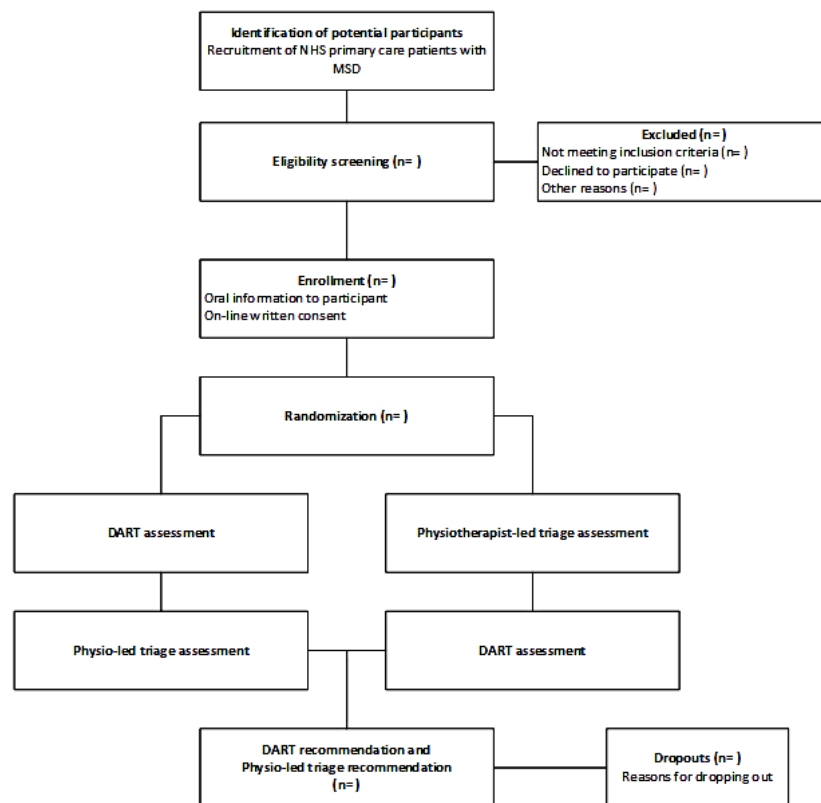 Identification of potential participants
Recruitment of NHS primary care patients with
MSD
Eligibility screening (n= )
Excluded (n= )
Not meeting inclusion criteria (n= )
Declined to participate (n= )
Other reasons (n= )
Enrollment (n= )
Oral information to participant
On-line written consent
Randomization (n= )
DART assessment
Physiotherapist-led triage assessment
Physio-led triage assessment
DART assessment
DART recommendation and
Physio-led triage recommendation
(n= )
Dropouts (n= )
Reasons for dropping out